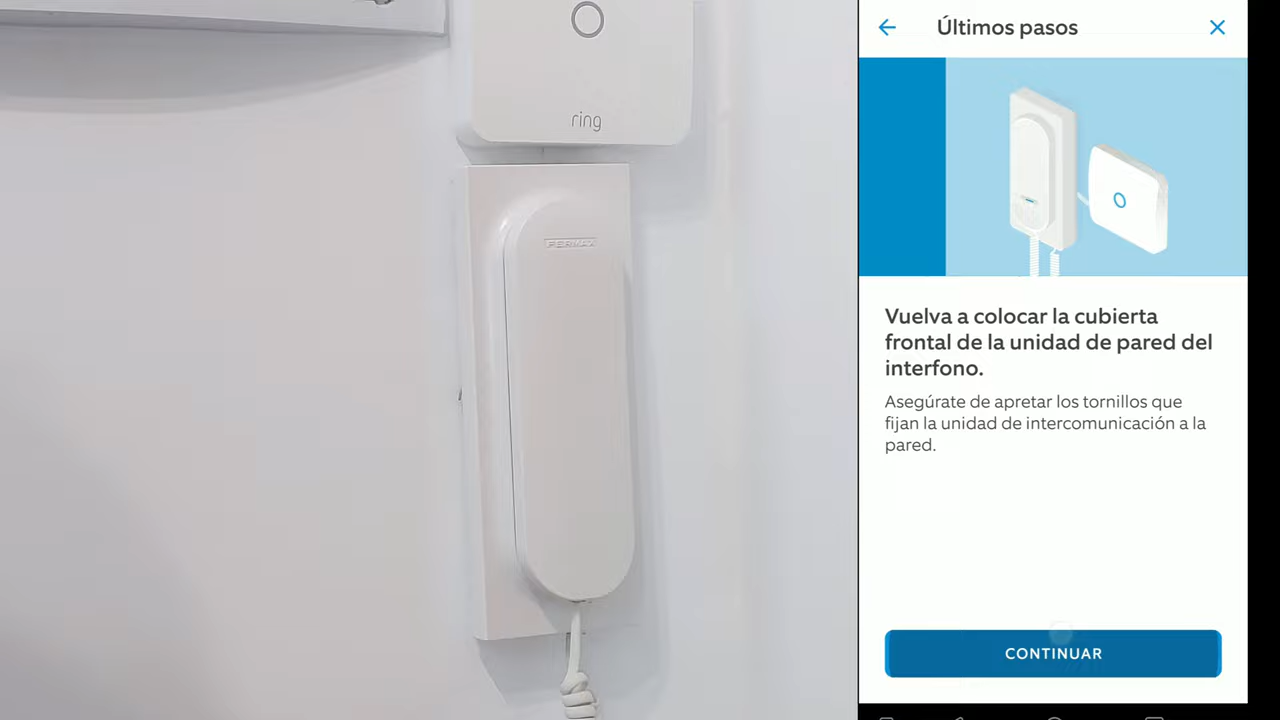 ring
FERMAX
Últimos pasos
Vuelva a colocar la cubierta
frontal de la unidad de pared del
interfono.
Asegúrate de apretar los tornillos que
fijan la unidad de intercomunicación a la
pared.
CONTINUAR